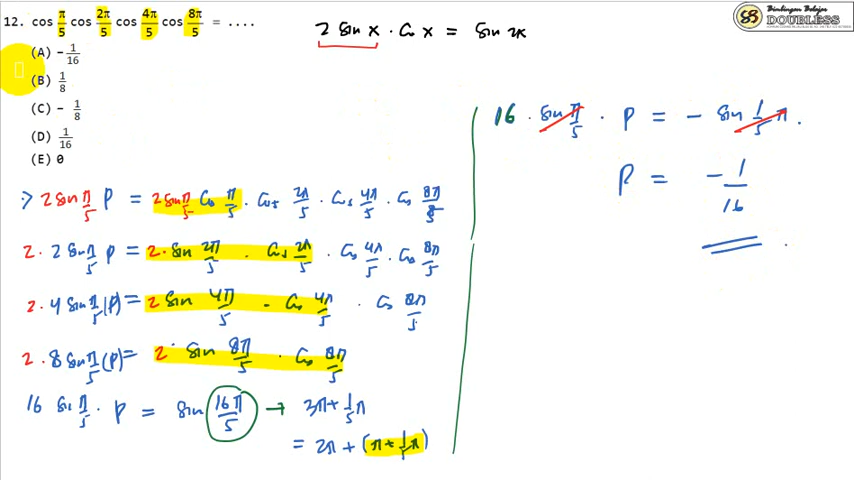 12. cos π/5 cos 2π/5 cos 4π/5 cos 8π/5 = ....
(A) - 1/16
(B) 1/8
(C) - 1/8
(D) 1/16
(E) 0
2 sin x . cos x = sin 2x
Bimbingan Belajar
DOUBLESS
2 sin π/5 P = 2 sin π/5 cos π/5 . cos 2π/5 . cos 4π/5 . cos 8π/5
2 . 2 sin π/5 P = 2 . sin 2π/5 . cos 2π/5 . cos 4π/5 . cos 8π/5
2 . 4 sin π/5 (P) = 2 sin 4π/5 - cos 4π/5 . cos 8π/5
2 . 8 sin π/5 (P) = 2 . sin 8π/5 . cos 8π/5
16 sin π/5 . P = sin 16π/5 → 3π + 1/5 π
= 2π + (π + 1/5 π)
16 . sin π/5 . P = - sin 1/5 π .
P = - 1/16